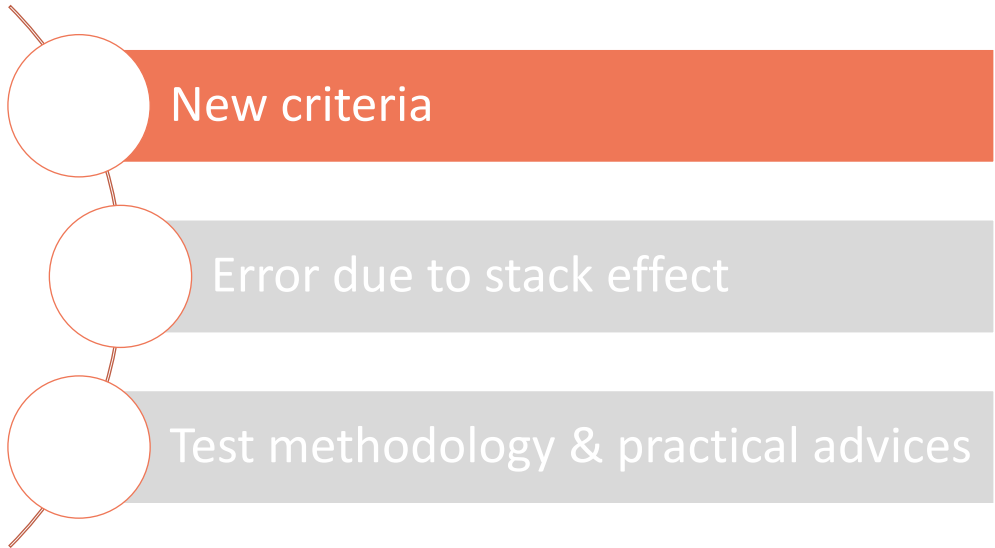 New criteria
Error due to stack effect
Test methodology & practical advices